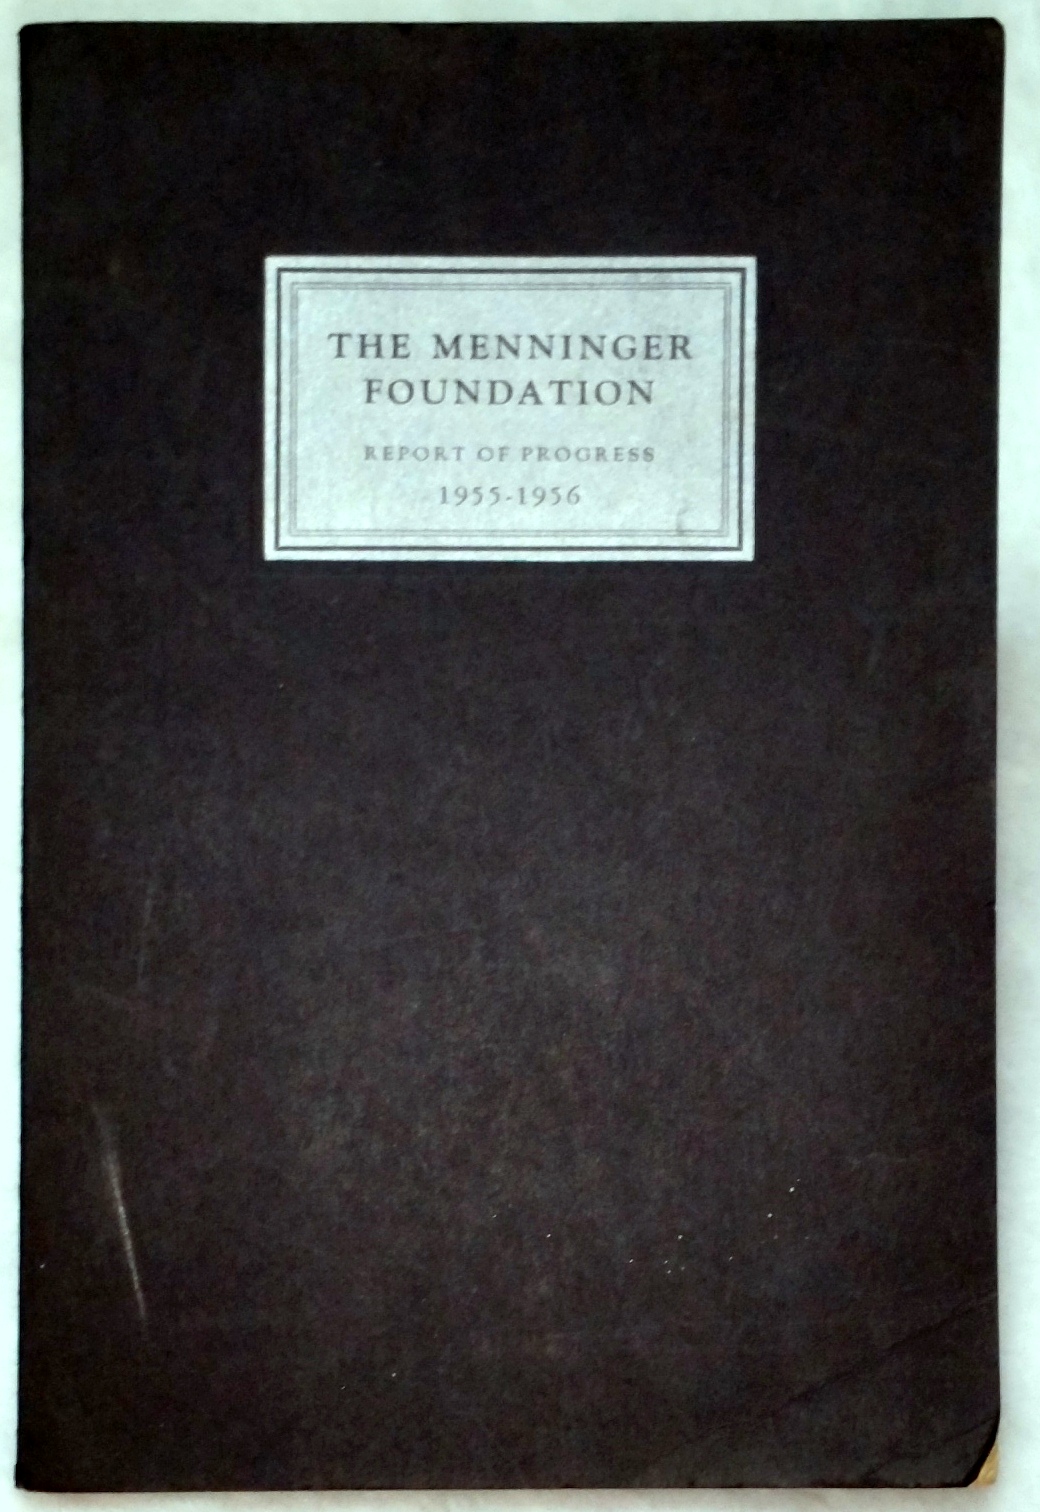 THE MENNINGER
FOUNDATION
REPORT OF PROGRESS
1955-1956